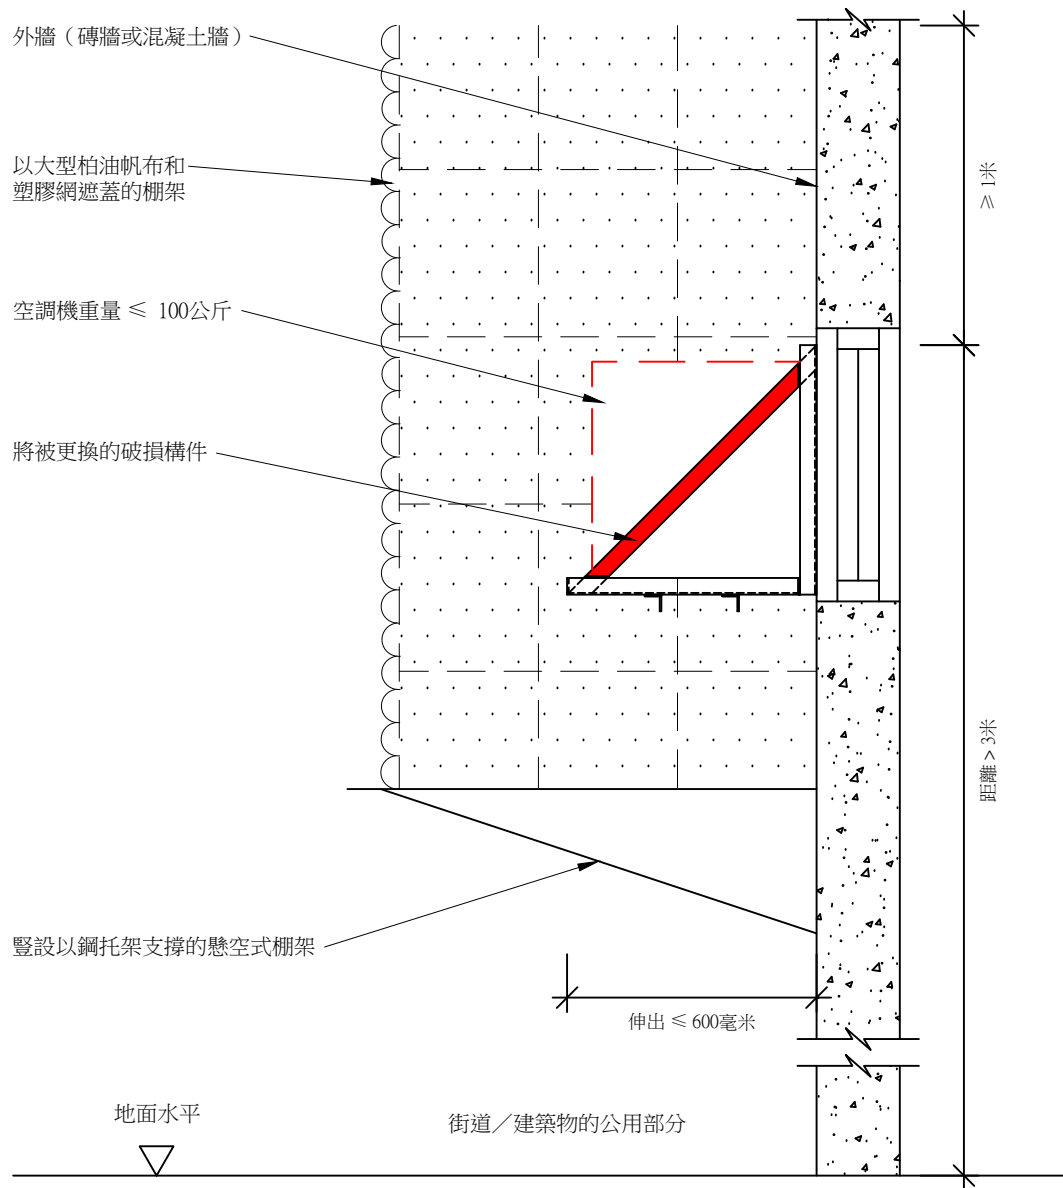 外牆（磚牆或混凝土牆）
以大型柏油帆布和
塑膠網遮蓋的棚架
≥ 1米
空調機重量 ≤ 100公斤
將被更換的破損構件
距離 > 3米
豎設以鋼托架支撐的懸空式棚架
伸出 ≤ 600毫米
地面水平
街道／建築物的公用部分